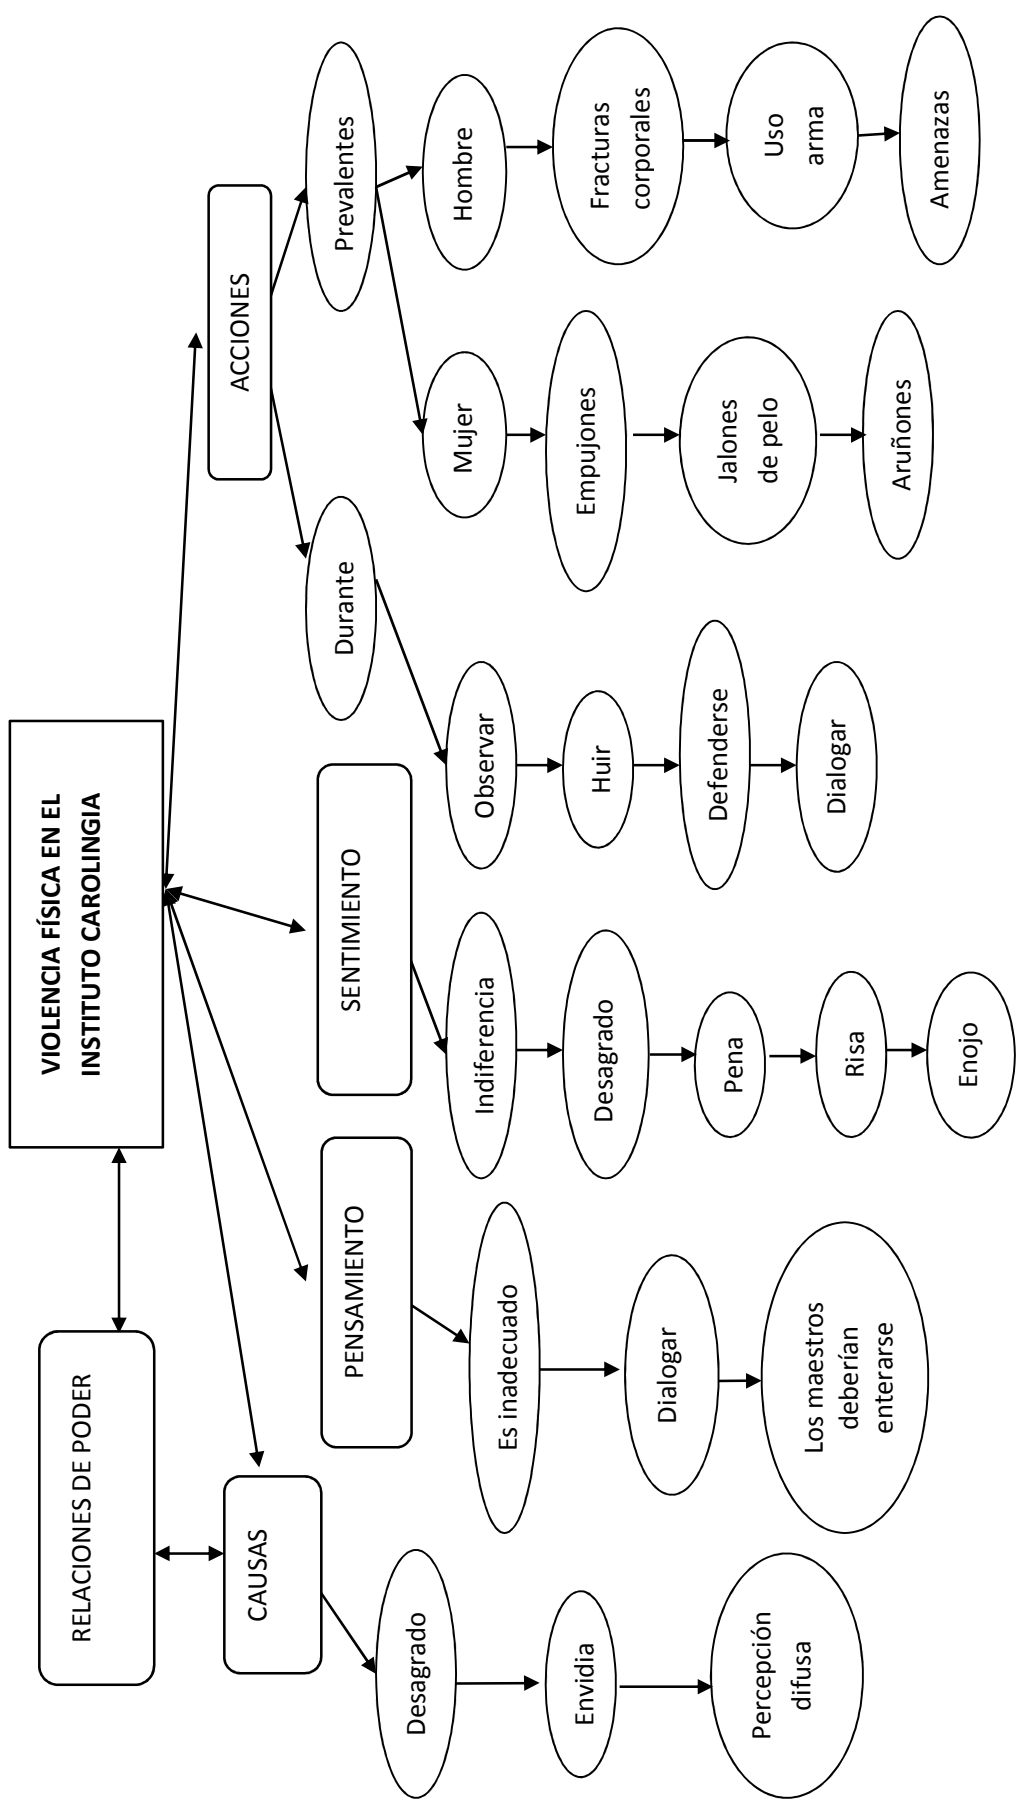 VIOLENCIA FÍSICA EN EL
INSTITUTO CAROLINGIA
RELACIONES DE PODER
CAUSAS
Desagrado
Envidia
Percepción
difusa
PENSAMIENTO
Es inadecuado
Dialogar
Los maestros
deberían
enterarse
SENTIMIENTO
Indiferencia
Desagrado
Pena
Risa
Enojo
ACCIONES
Durante
Observar
Huir
Defenderse
Dialogar
Prevalentes
Mujer
Empujones
Jalones
de pelo
Aruñones
Hombre
Fracturas
corporales
Uso
arma
Amenazas